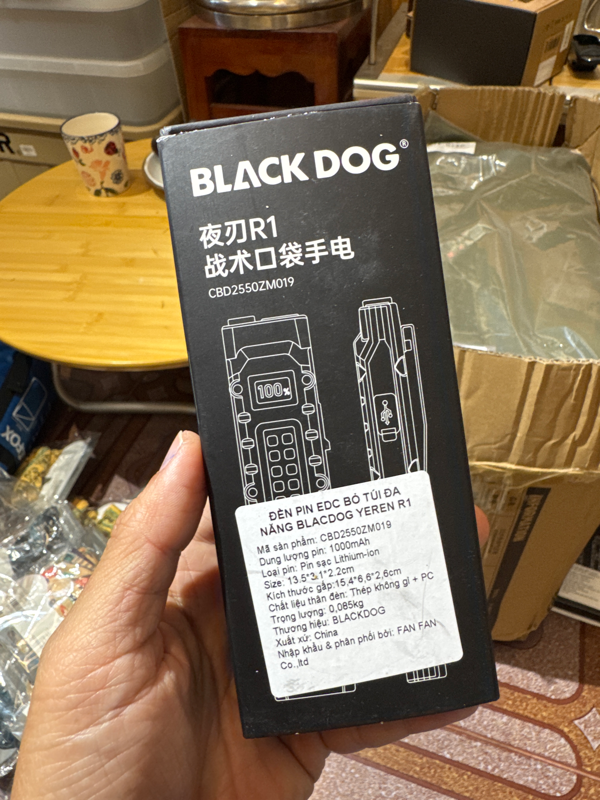 BLACK DOG®
夜刃R1
战术口袋手电
CBD2550ZM019
100%
ĐÈN PIN EDC BỎ TÚI ĐA
NĂNG BLACDOG YEREN R1
Mã sản phẩm: CBD2550ZM019
Dung lượng pin: 1000mAh
Loại pin: Pin sạc Lithium-ion
Size: 13.5*3.1*2.2cm
Kích thước gấp:15,4*6,6*2,6cm
Chất liệu thân đèn: Thép không gỉ + PC
Trọng lượng: 0,085kg
Thương hiệu: BLACKDOG
Xuất xứ: China
Nhập khẩu & phân phối bởi: FAN FAN
Co.,ltd